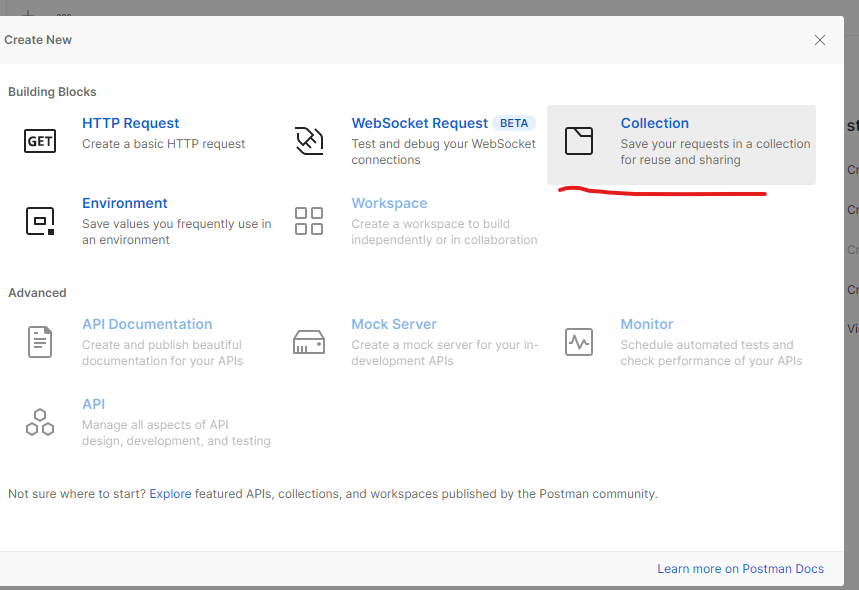 Create New
Building Blocks
GET
HTTP Request
Create a basic HTTP request
WebSocket Request BETA
Test and debug your WebSocket
connections
Collection
Save your requests in a collection
for reuse and sharing
Environment
Save values you frequently use in
an environment
Workspace
Create a workspace to build
independently or in collaboration
Advanced
API Documentation
Create and publish beautiful
documentation for your APIs
Mock Server
Create a mock server for your in-
development APIs
Monitor
Schedule automated tests and
check performance of your APIs
API
Manage all aspects of API
design, development, and testing
Not sure where to start? Explore featured APIs, collections, and workspaces published by the Postman community.
Learn more on Postman Docs